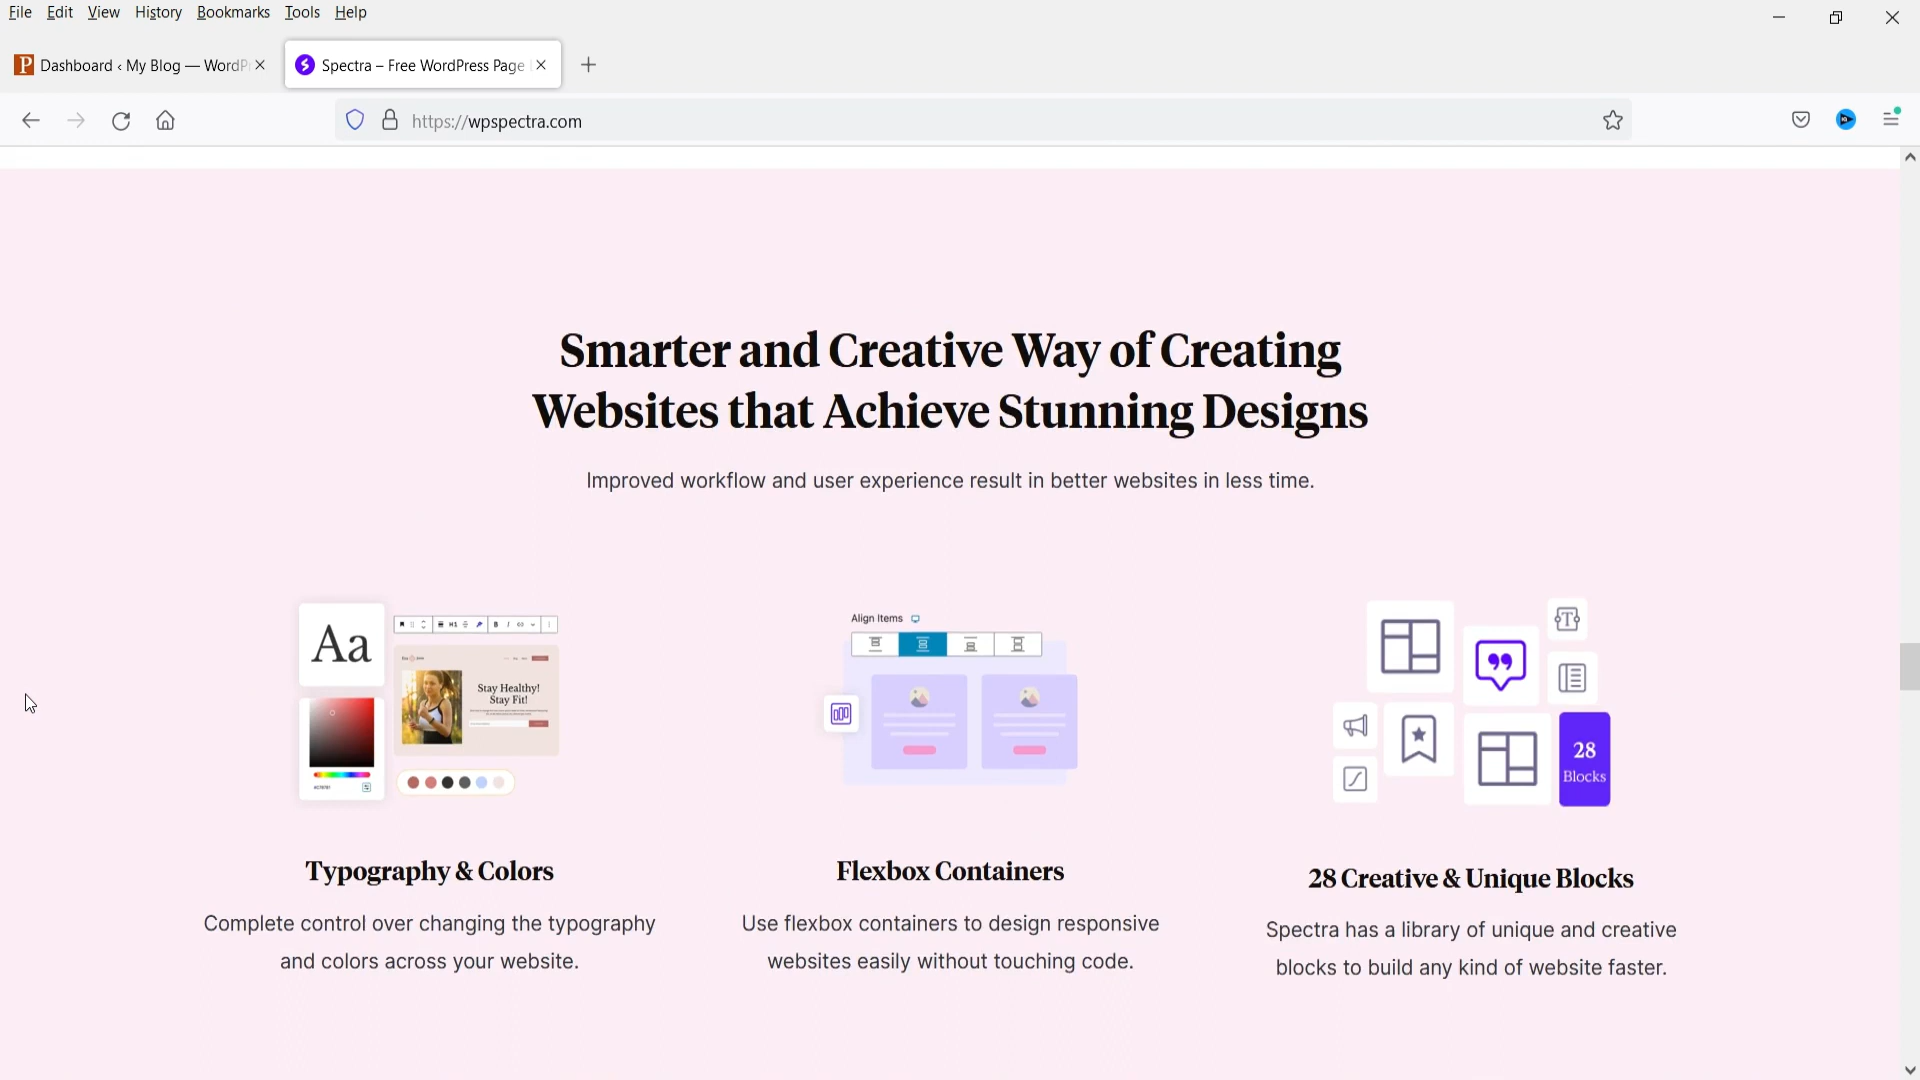 File Edit View History Bookmarks Tools Help
Dashboard ‹ My Blog — WordP
Spectra – Free WordPress Page
https://wpspectra.com
Smarter and Creative Way of Creating
Websites that Achieve Stunning Designs
Improved workflow and user experience result in better websites in less time.
Aa
H1 B I
Stay Healthy!
Stay Fit!
Align Items
T
28
Blocks
Typography & Colors
Complete control over changing the typography
and colors across your website.
Flexbox Containers
Use flexbox containers to design responsive
websites easily without touching code.
28 Creative & Unique Blocks
Spectra has a library of unique and creative
blocks to build any kind of website faster.